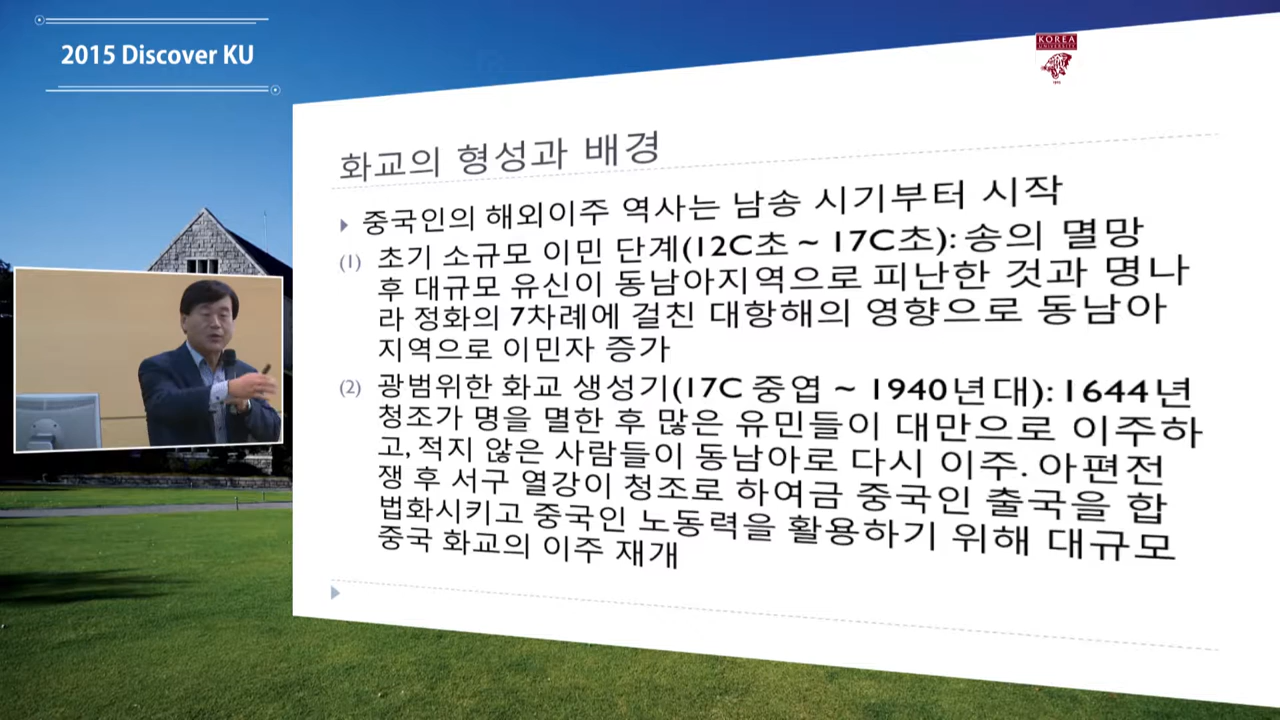 2015 Discover KU
KOREA
UNIVERSITY
화교의 형성과 배경
중국인의 해외이주 역사는 남송 시기부터 시작
(1) 초기 소규모 이민 단계(12C초 ~ 17C초): 송의 멸망
후 대규모 유신이 동남아지역으로 피난한 것과 명나
라 정화의 7차례에 걸친 대항해의 영향으로 동남아
지역으로 이민자 증가
(2) 광범위한 화교 생성기(17C 중엽 ~ 1940년대): 1644년
청조가 명을 멸한 후 많은 유민들이 대만으로 이주하
고, 적지 않은 사람들이 동남아로 다시 이주. 아편전
쟁 후 서구 열강이 청조로 하여금 중국인 출국을 합
법화시키고 중국인 노동력을 활용하기 위해 대규모
중국 화교의 이주 재개